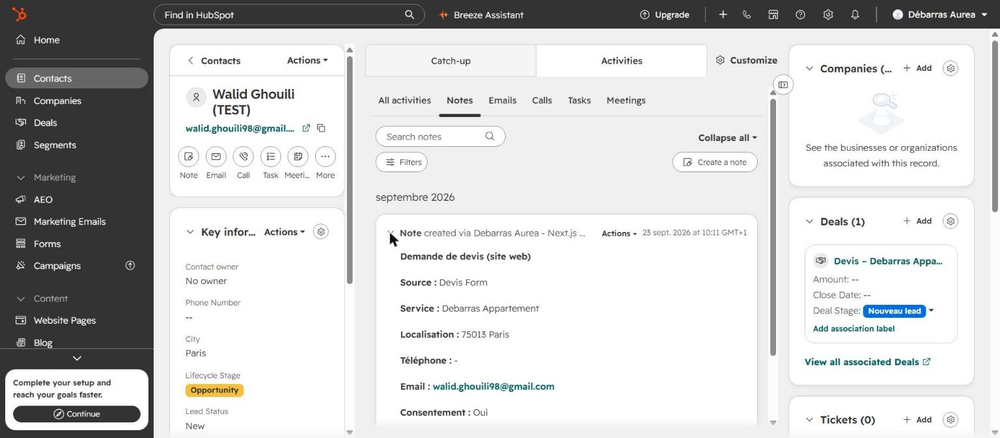 Find in HubSpot
Breeze Assistant
Upgrade
Débarras Aurea
Home
Contacts
Companies
Deals
Segments
Marketing
AEO
Marketing Emails
Forms
Campaigns
Content
Website Pages
Blog
Complete your setup and
reach your goals faster.
Continue
Contacts
Actions
Walid Ghouili
(TEST)
walid.ghouili98@gmail....
Note Email Call Task Meeti... More
Key infor... Actions
Contact owner
No owner
Phone Number
--
City
Paris
Lifecycle Stage
Opportunity
Lead Status
New
Catch-up
Activities
Customize
All activities Notes Emails Calls Tasks Meetings
Search notes
Collapse all
Filters
Create a note
septembre 2026
Note created via Debarras Aurea - Next.js ... Actions 23 sept. 2026 at 10:11 GMT+1
Demande de devis (site web)
Source : Devis Form
Service : Debarras Appartement
Localisation : 75013 Paris
Téléphone : -
Email : walid.ghouili98@gmail.com
Consentement : Oui
Companies (... + Add
See the businesses or organizations
associated with this record.
Deals (1) + Add
Devis – Debarras Appa...
Amount: --
Close Date: --
Deal Stage: Nouveau lead
Add association label
View all associated Deals
Tickets (0) + Add